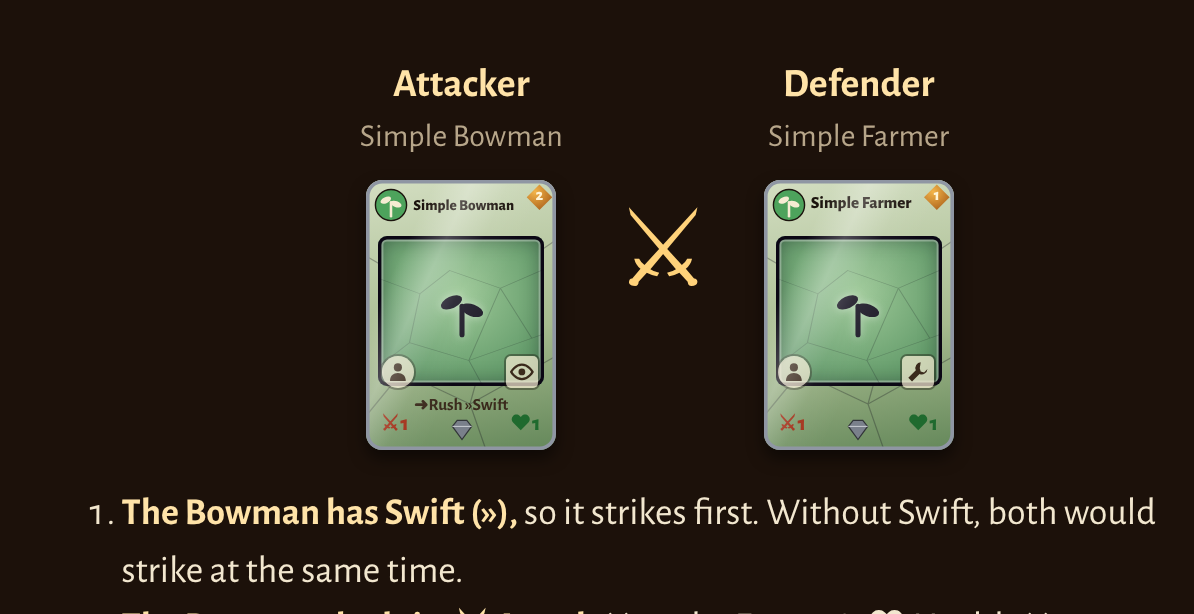 Attacker Defender
Simple Bowman Simple Farmer
Simple Bowman 2 Simple Farmer 1
➜Rush »Swift
1 1 1 1
1. The Bowman has Swift (»), so it strikes first. Without Swift, both would
strike at the same time.